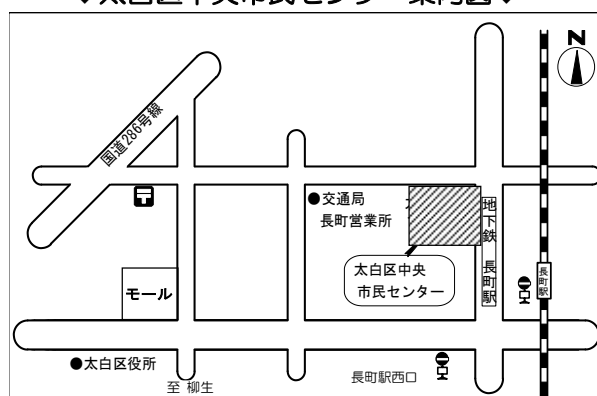 太白区中央市民センター案内図
N
国道286号線
●交通局
長町営業所
地下鉄 長町駅
太白区中央
市民センター
長町駅
モール
●太白区役所
至 柳生
長町駅西口